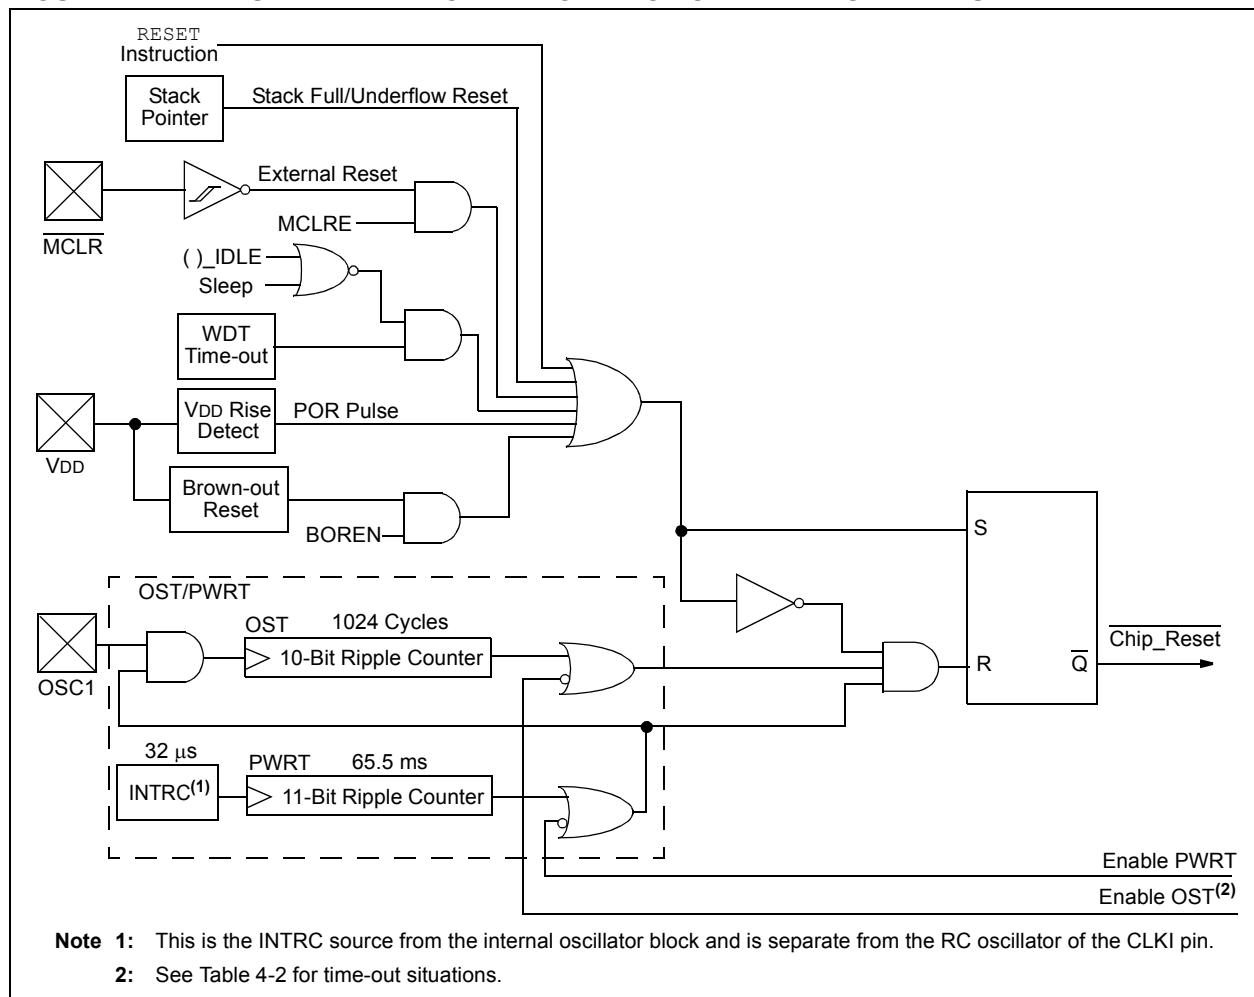 RESET
Instruction
Stack
Pointer
Stack Full/Underflow Reset
External Reset
MCLRE
MCLR
( )_IDLE
Sleep
WDT
Time-out
VDD Rise
Detect
POR Pulse
VDD
Brown-out
Reset
BOREN
S
OST/PWRT
OST
1024 Cycles
10-Bit Ripple Counter
OSC1
R
Q
Chip_Reset
32 μs
INTRC(1)
PWRT
65.5 ms
11-Bit Ripple Counter
Enable PWRT
Enable OST(2)
Note 1: This is the INTRC source from the internal oscillator block and is separate from the RC oscillator of the CLKI pin.
2: See Table 4-2 for time-out situations.